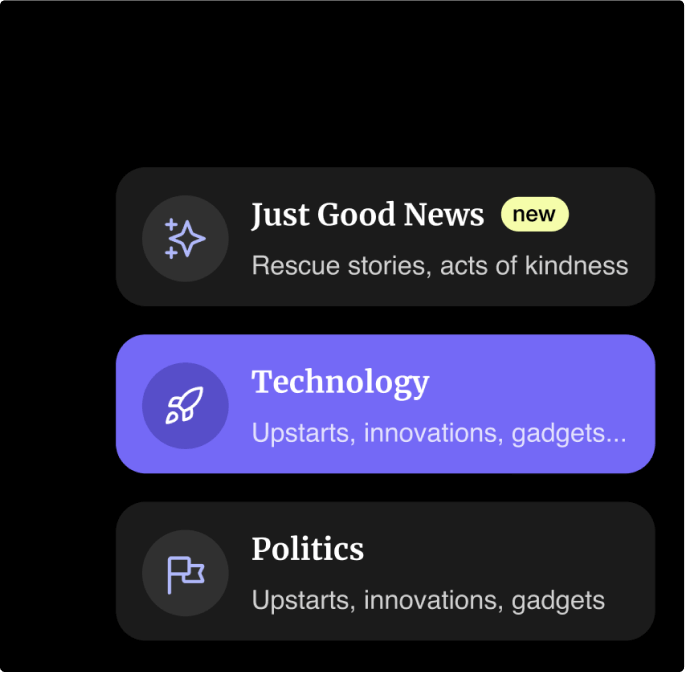 Just Good News new
Rescue stories, acts of kindness
Technology
Upstarts, innovations, gadgets...
Politics
Upstarts, innovations, gadgets